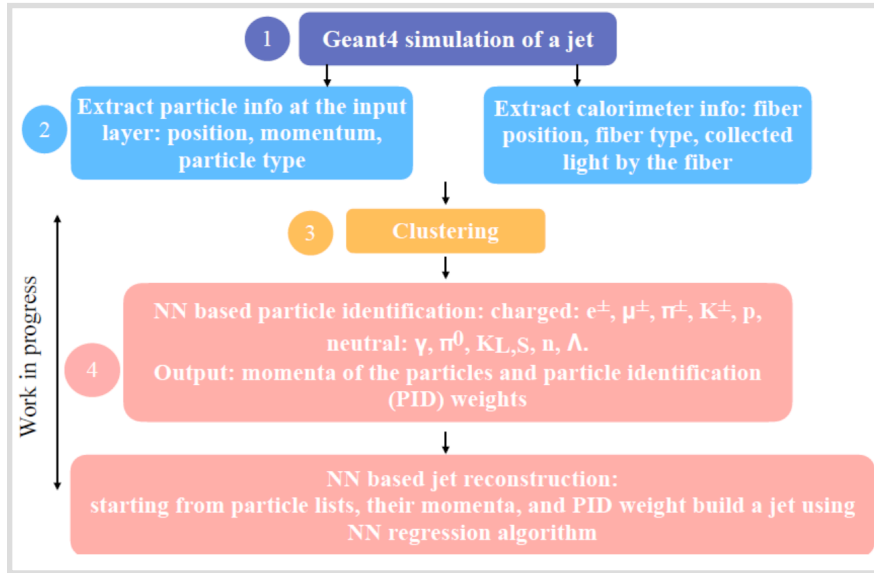 1
Geant4 simulation of a jet
2
Extract particle info at the input
layer: position, momentum,
particle type
Extract calorimeter info: fiber
position, fiber type, collected
light by the fiber
3
Clustering
Work in progress
4
NN based particle identification: charged: e±, μ±, π±, K±, p,
neutral: γ, π⁰, K_L,S, n, Λ.
Output: momenta of the particles and particle identification
(PID) weights
NN based jet reconstruction:
starting from particle lists, their momenta, and PID weight build a jet using
NN regression algorithm